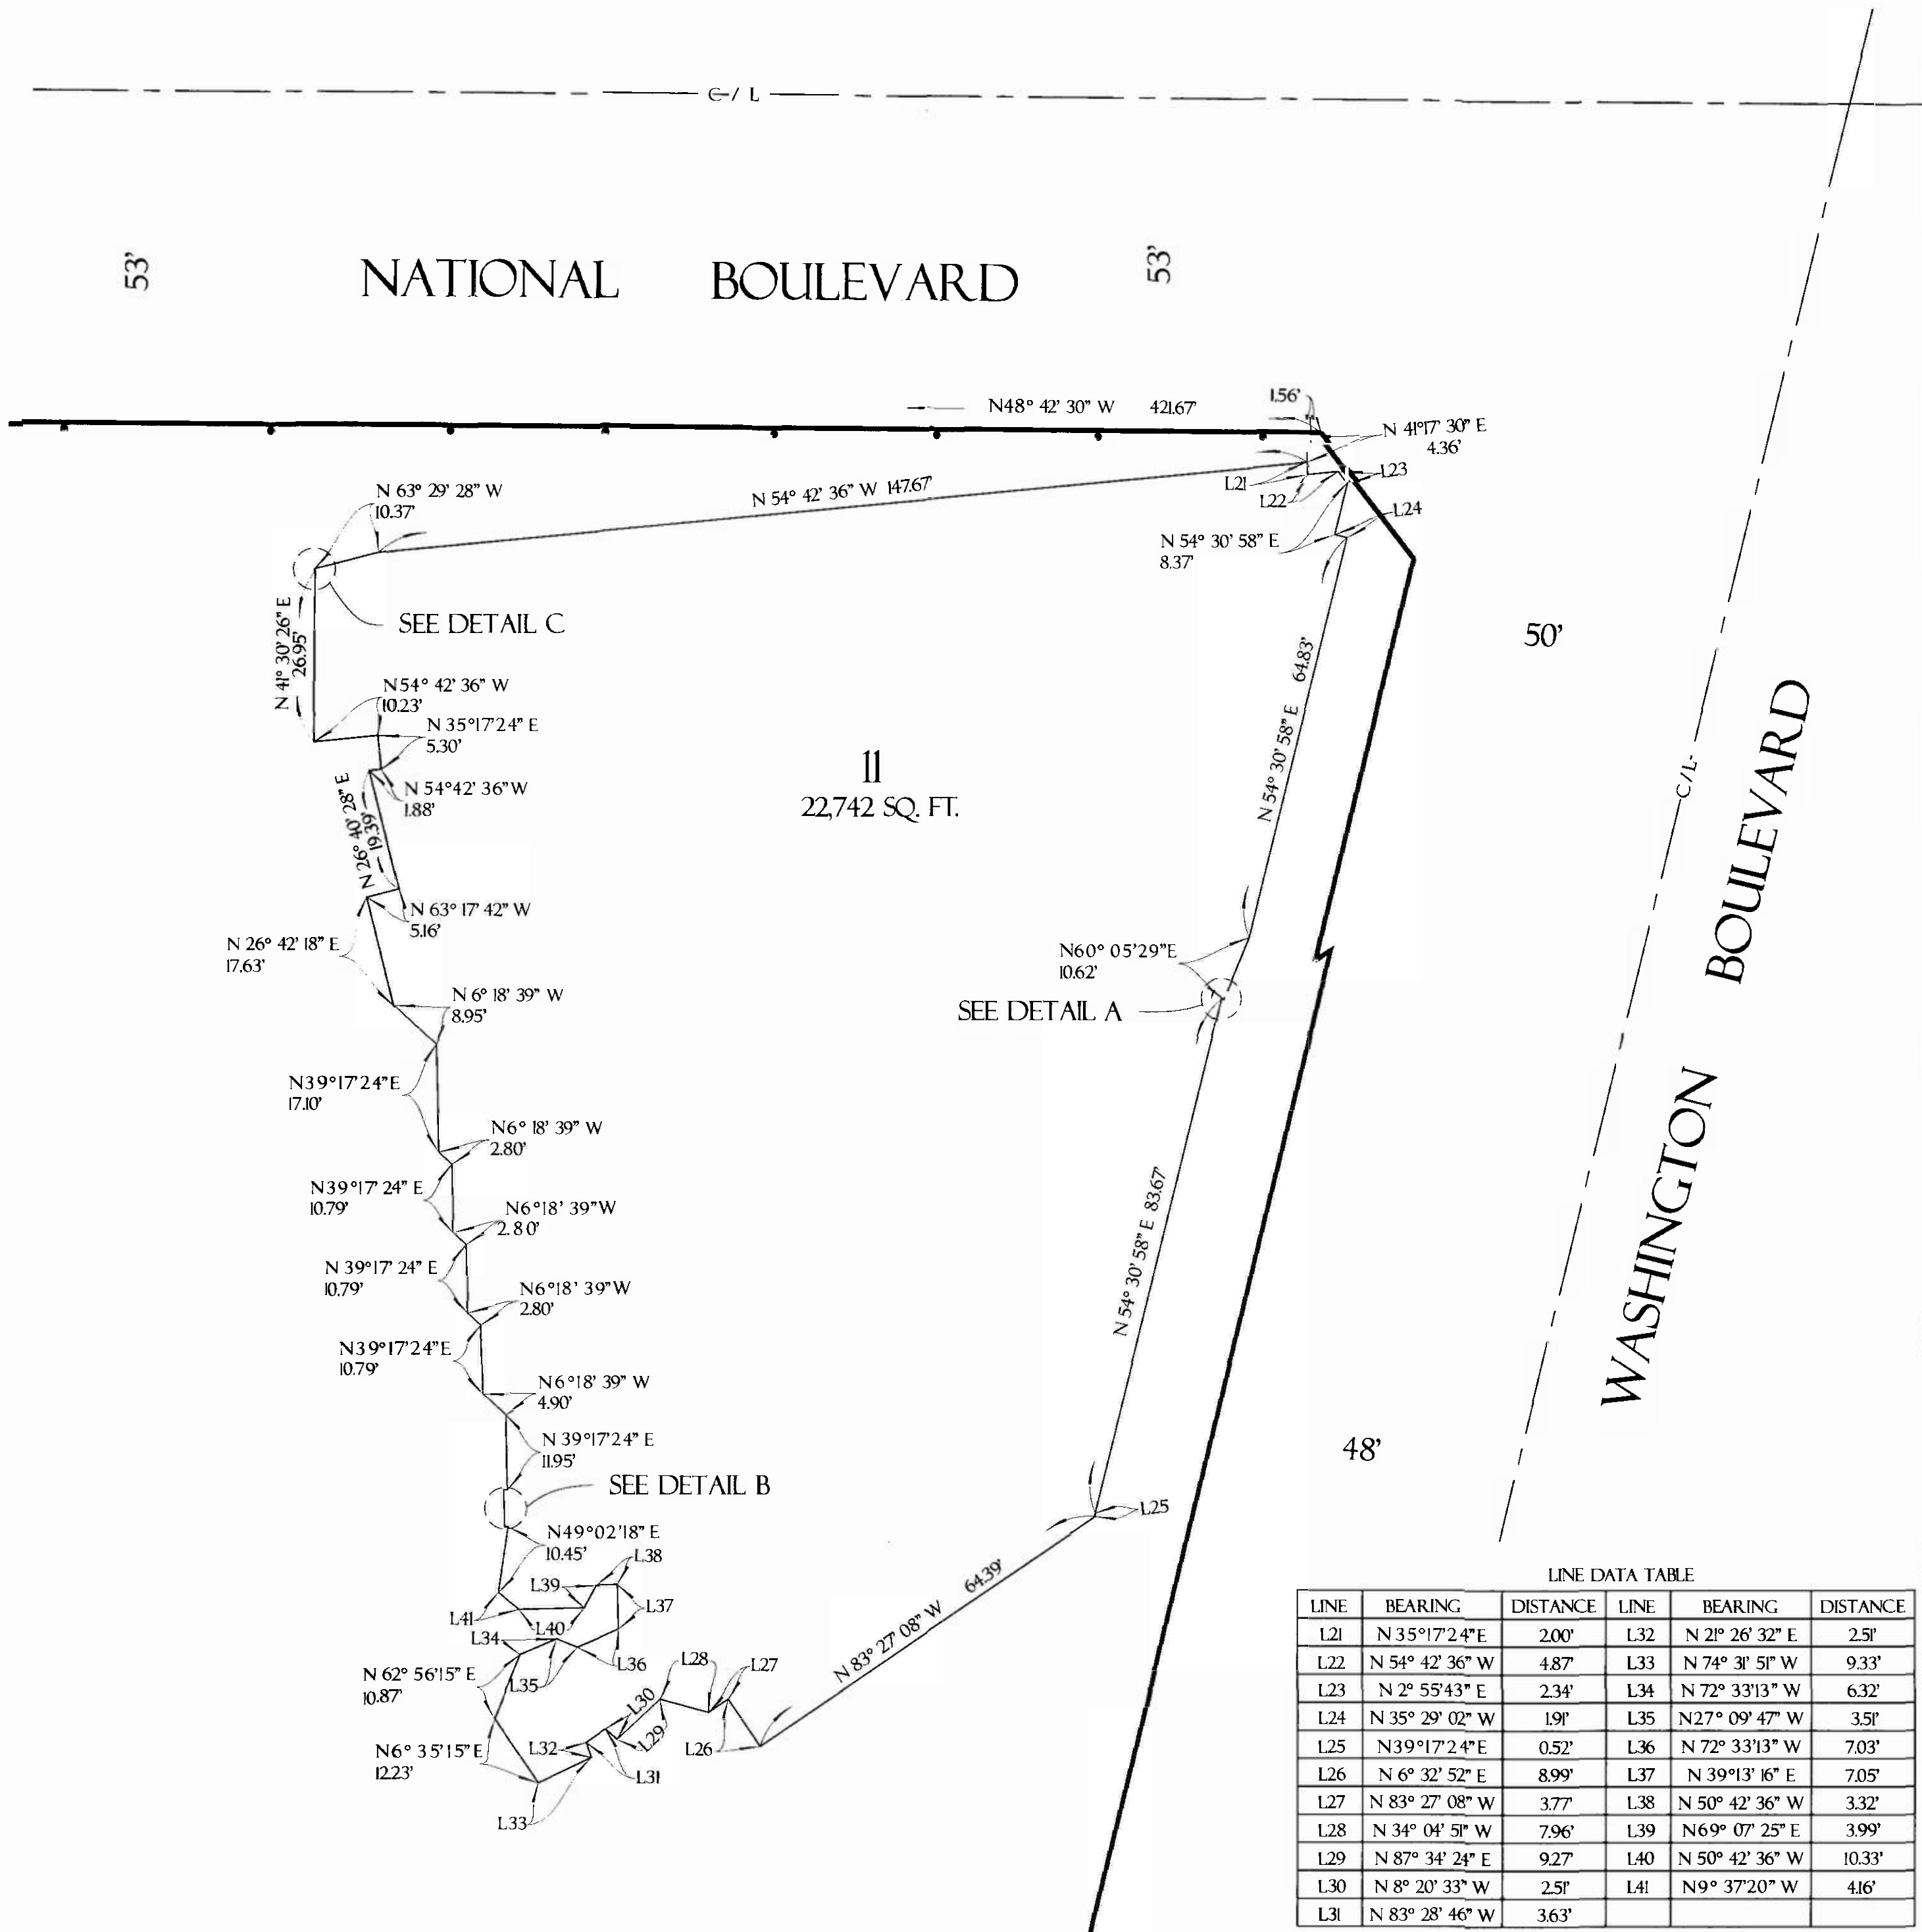 C/L
53'
NATIONAL BOULEVARD
53'
1.56'
N48° 42' 30" W 421.67'
N 41°17' 30" E
4.36'
L23
L21
L22
L24
N 63° 29' 28" W
10.37'
N 54° 42' 36" W 147.67'
N 54° 30' 58" E
8.37'
SEE DETAIL C
N 41° 30' 26" E
26.95'
50'
N 54° 30' 58" E 64.83'
N54° 42' 36" W
10.23'
N 35°17'24" E
5.30'
N 54°42' 36"W
1.88'
11
22,742 SQ. FT.
N 26° 40' 28" E
19.39'
C/L
WASHINGTON BOULEVARD
N 63° 17' 42" W
5.16'
N 26° 42' 18" E
17.63'
N60° 05'29"E
10.62'
SEE DETAIL A
N 6° 18' 39" W
8.95'
N39°17'24"E
17.10'
N6° 18' 39" W
2.80'
N39°17' 24" E
10.79'
N6°18' 39"W
2.80'
N 54° 30' 58" E 83.67'
N 39°17' 24" E
10.79'
N6°18' 39"W
2.80'
N39°17'24"E
10.79'
N6°18' 39" W
4.90'
N 39°17'24" E
11.95'
48'
SEE DETAIL B
L25
N49°02'18" E
10.45'
L38
L39
L37
L41
L40
L34
L36
L35
N 83° 27' 08" W 64.39'
N 62° 56'15" E
10.87'
L28
L27
L30
L29
L26
N6° 35'15"E
12.23'
L32
L31
L33
LINE DATA TABLE
LINE BEARING DISTANCE LINE BEARING DISTANCE
L21 N 35°17'24"E 2.00' L32 N 21° 26' 32" E 2.51'
L22 N 54° 42' 36" W 4.87' L33 N 74° 31' 51" W 9.33'
L23 N 2° 55'43" E 2.34' L34 N 72° 33'13" W 6.32'
L24 N 35° 29' 02" W 1.91' L35 N27° 09' 47" W 3.51'
L25 N39°17'24"E 0.52' L36 N 72° 33'13" W 7.03'
L26 N 6° 32' 52" E 8.99' L37 N 39°13' 16" E 7.05'
L27 N 83° 27' 08" W 3.77' L38 N 50° 42' 36" W 3.32'
L28 N 34° 04' 51" W 7.96' L39 N69° 07' 25" E 3.99'
L29 N 87° 34' 24" E 9.27' L40 N 50° 42' 36" W 10.33'
L30 N 8° 20' 33" W 2.51' L41 N9° 37'20" W 4.16'
L31 N 83° 28' 46" W 3.63'